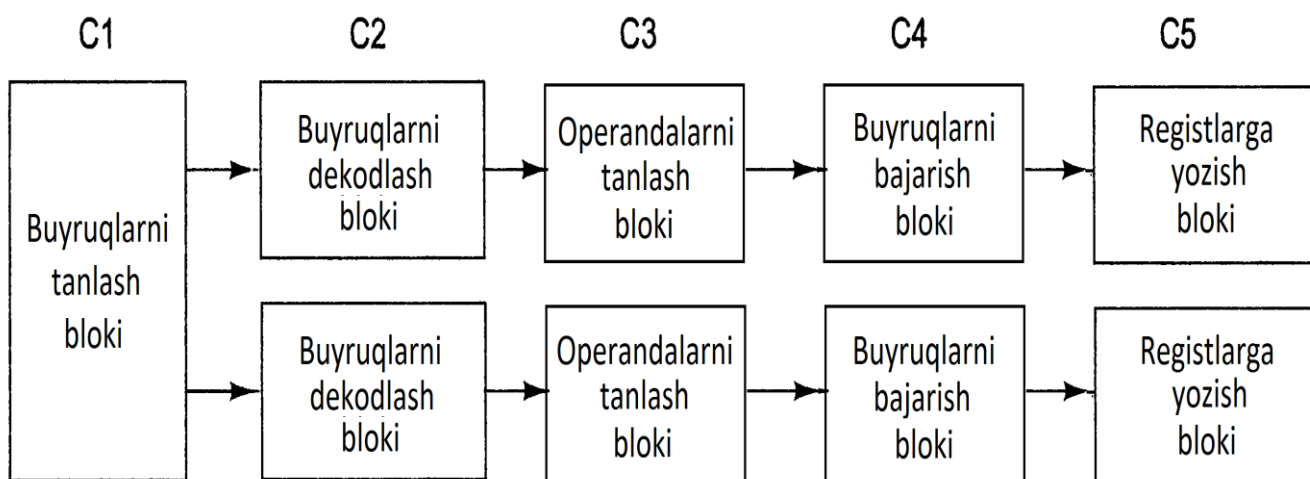 C1
C2
C3
C4
C5
Buyruqlarni
tanlash
bloki
Buyruqlarni
dekodlash
bloki
Operandalarni
tanlash
bloki
Buyruqlarni
bajarish
bloki
Registlarga
yozish
bloki
Buyruqlarni
dekodlash
bloki
Operandalarni
tanlash
bloki
Buyruqlarni
bajarish
bloki
Registlarga
yozish
bloki